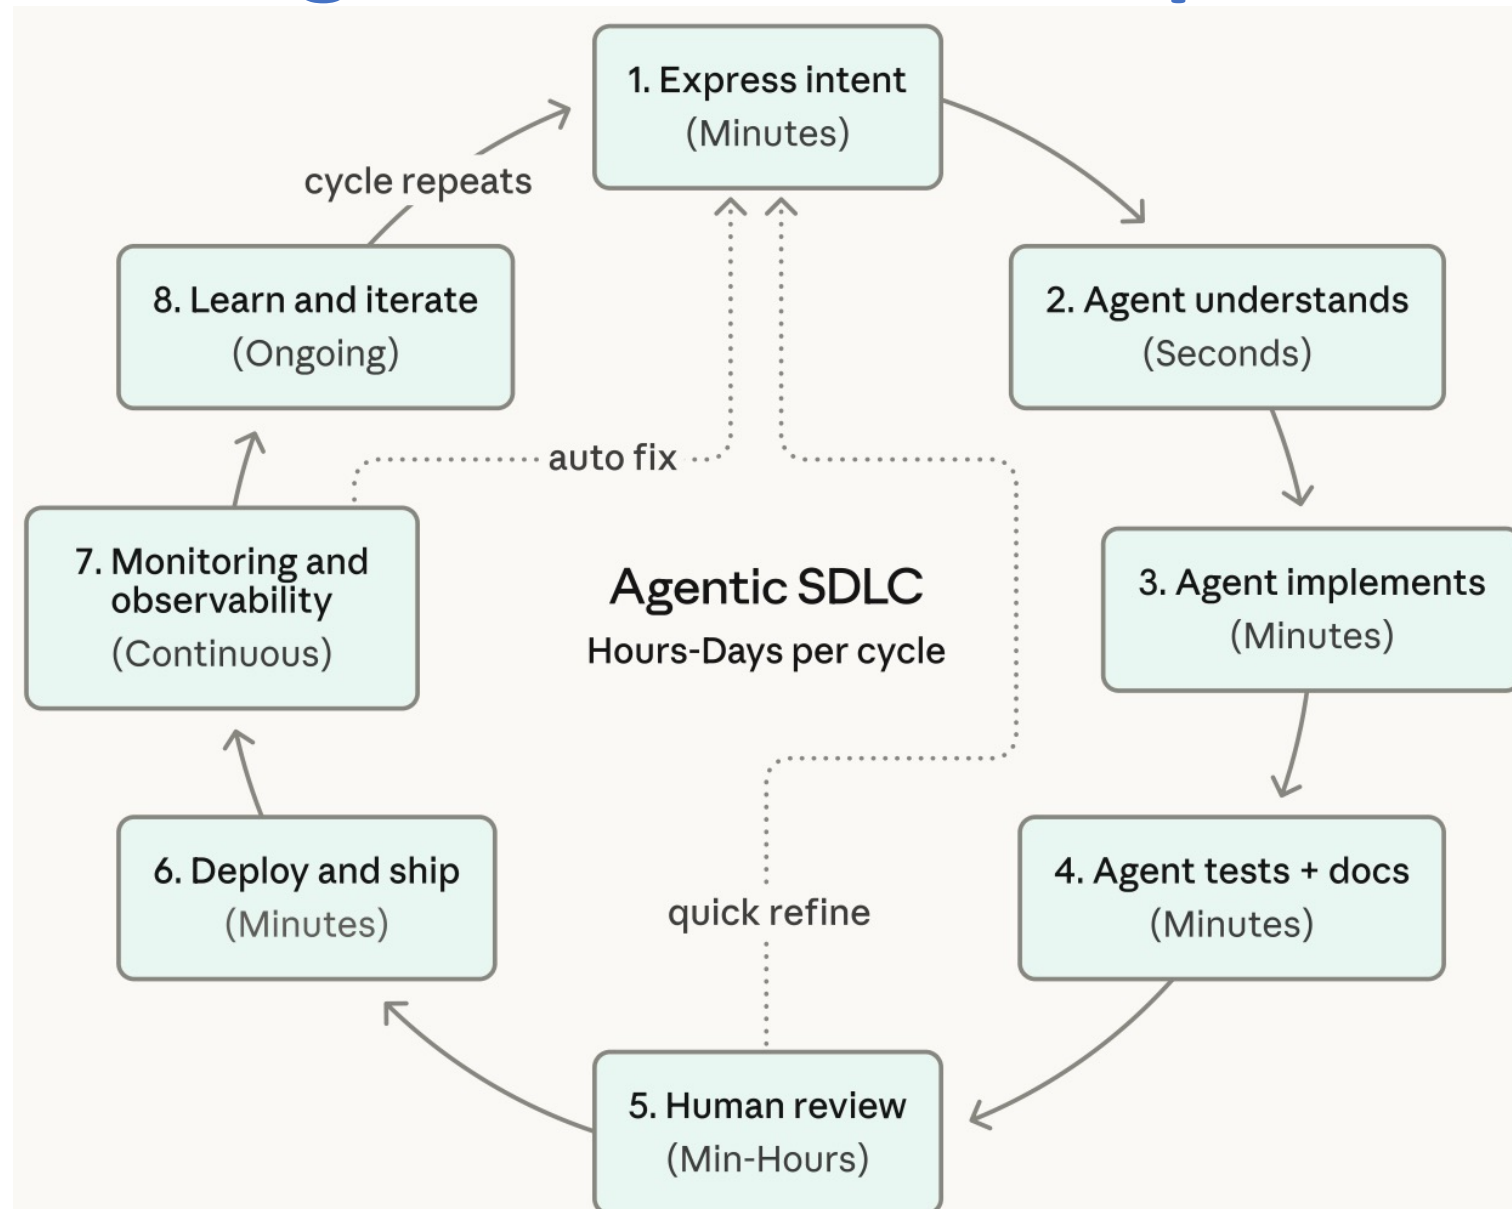 1. Express intent
(Minutes)
cycle repeats
8. Learn and iterate
(Ongoing)
2. Agent understands
(Seconds)
auto fix
7. Monitoring and
observability
(Continuous)
Agentic SDLC
Hours-Days per cycle
3. Agent implements
(Minutes)
6. Deploy and ship
(Minutes)
quick refine
4. Agent tests + docs
(Minutes)
5. Human review
(Min-Hours)